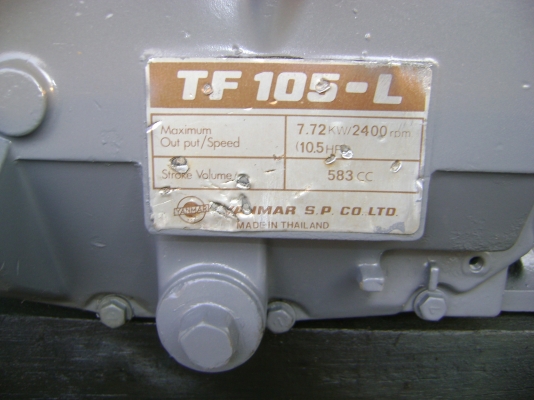 TF 105-L
Maximum
Out put/Speed
7.72 KW/2400 rpm
(10.5 HP)
Stroke Volume
583 CC
YANMAR YANMAR S.P. CO. LTD.
MADE IN THAILAND